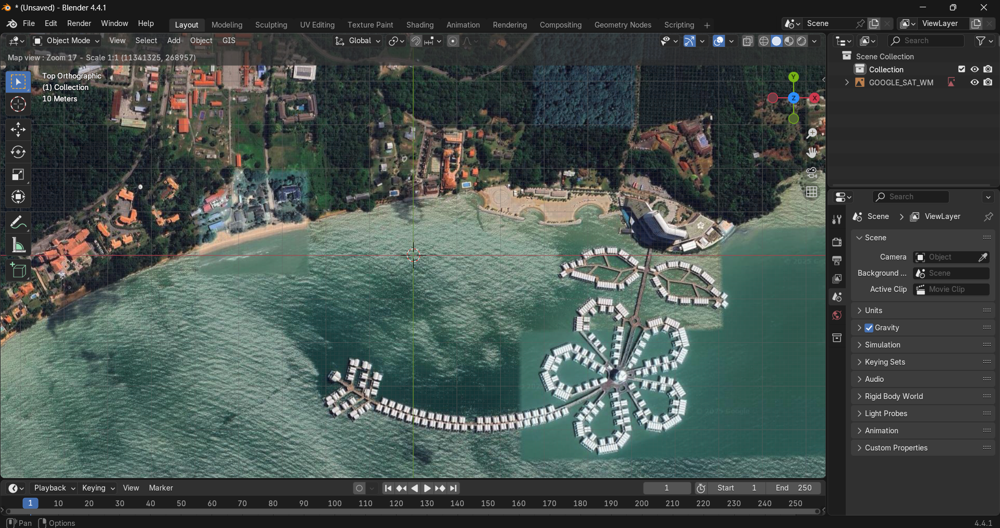 * (Unsaved) - Blender 4.4.1
File Edit Render Window Help Layout Modeling Sculpting UV Editing Texture Paint Shading Animation Rendering Compositing Geometry Nodes Scripting + Scene ViewLayer
Object Mode View Select Add Object GIS Global Search
Map view : Zoom 17 - Scale 1:1 (11341325, 268957)
Top Orthographic
(1) Collection
10 Meters
Y
Z
X
Scene Collection
Collection
GOOGLE_SAT_WM
Search
Scene ViewLayer
Scene
Camera Object
Background ... Scene
Active Clip Movie Clip
Units
Gravity
Simulation
Keying Sets
Audio
Rigid Body World
Light Probes
Animation
Custom Properties
© 2025 Google
Playback Keying View Marker 1 Start 1 End 250
1 10 20 30 40 50 60 70 80 90 100 110 120 130 140 150 160 170 180 190 200 210 220 230 240 250
Pan Options 4.4.1